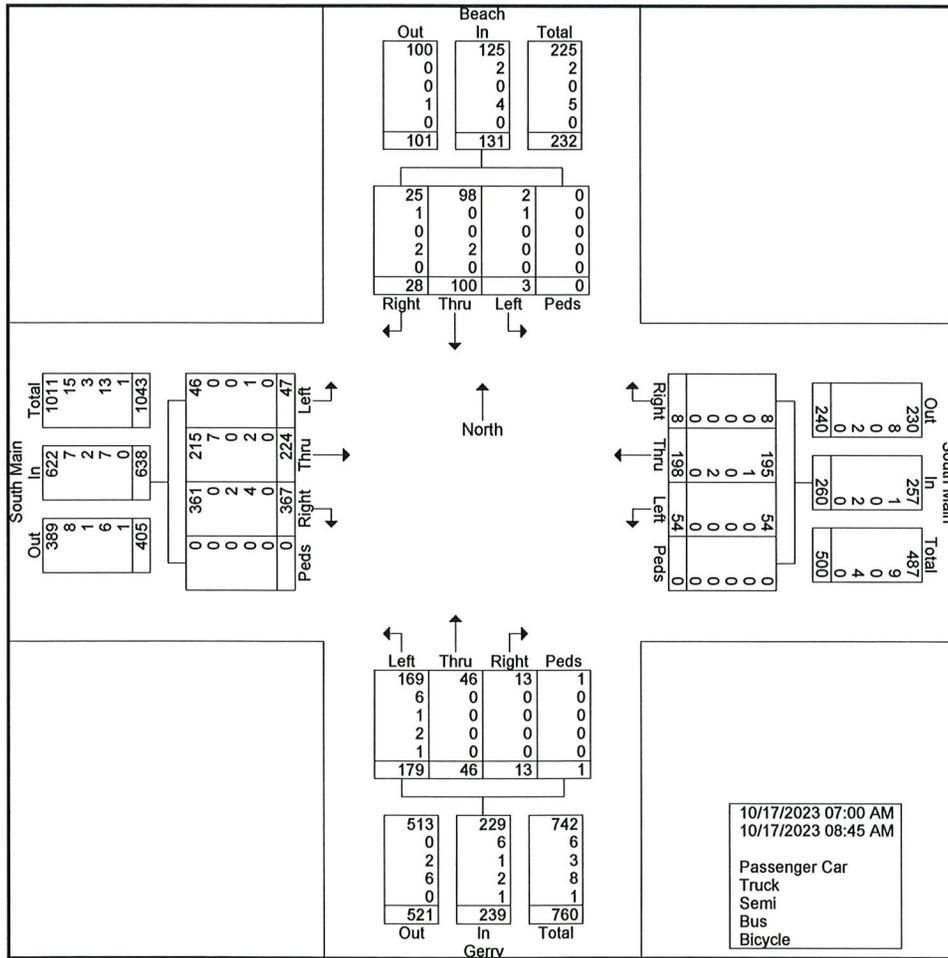 Beach
Out In Total
100 125 225
0 2 2
0 0 0
1 4 5
0 0 0
101 131 232
25 98 2 0
1 0 1 0
0 0 0 0
2 2 0 0
0 0 0 0
28 100 3 0
Right Thru Left Peds
South Main
Total 1011 15 3 13 1 1043
In 622 7 2 7 0 638
Out 389 8 1 6 1 405
46 0 0 1 0 47 Left
215 7 0 2 0 224 Thru
361 0 2 4 0 367 Right
0 0 0 0 0 0 Peds
North
Right 8 0 0 0 0 8
Thru 195 1 0 2 0 198
Left 54 0 0 0 0 54
Peds 0 0 0 0 0 0
South Main
Out 230 8 0 2 0 240
In 257 1 0 2 0 260
Total 487 9 0 4 0 500
Left Thru Right Peds
169 46 13 1
6 0 0 0
1 0 0 0
2 0 0 0
1 0 0 0
179 46 13 1
513 229 742
0 6 6
2 1 3
6 2 8
0 1 1
521 239 760
Out In Total
Gerry
10/17/2023 07:00 AM
10/17/2023 08:45 AM
Passenger Car
Truck
Semi
Bus
Bicycle